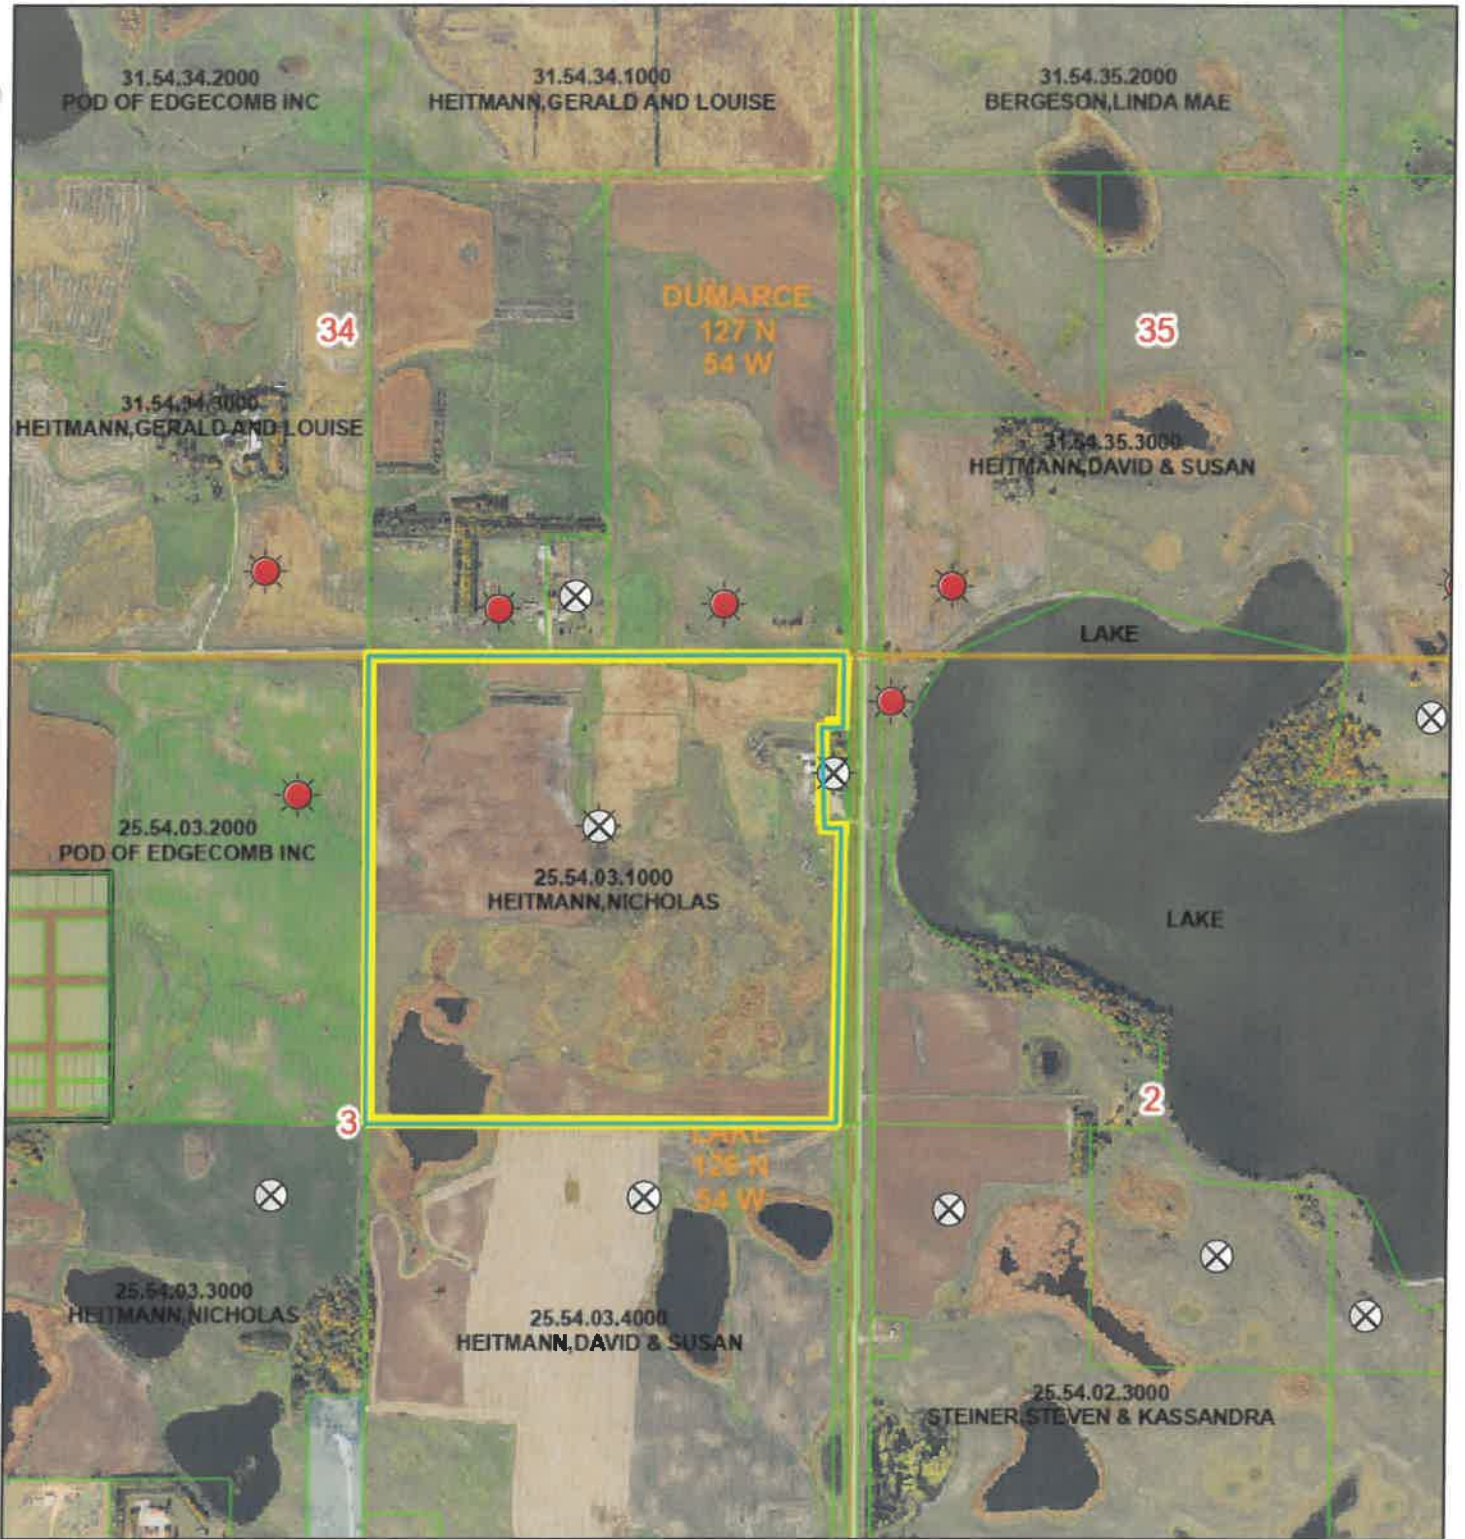 31.54.34.2000
POD OF EDGECOMB INC
31.54.34.1000
HEITMANN,GERALD AND LOUISE
31.54.35.2000
BERGESON,LINDA MAE
DUMARCE
127 N
54 W
34
35
31.54.34.3000
HEITMANN,GERALD AND LOUISE
31.54.35.3000
HEITMANN,DAVID & SUSAN
LAKE
25.54.03.2000
POD OF EDGECOMB INC
25.54.03.1000
HEITMANN,NICHOLAS
LAKE
3
2
LAKE
126 N
54 W
25.54.03.3000
HEITMANN,NICHOLAS
25.54.03.4000
HEITMANN,DAVID & SUSAN
25.54.02.3000
STEINER,STEVEN & KASSANDRA